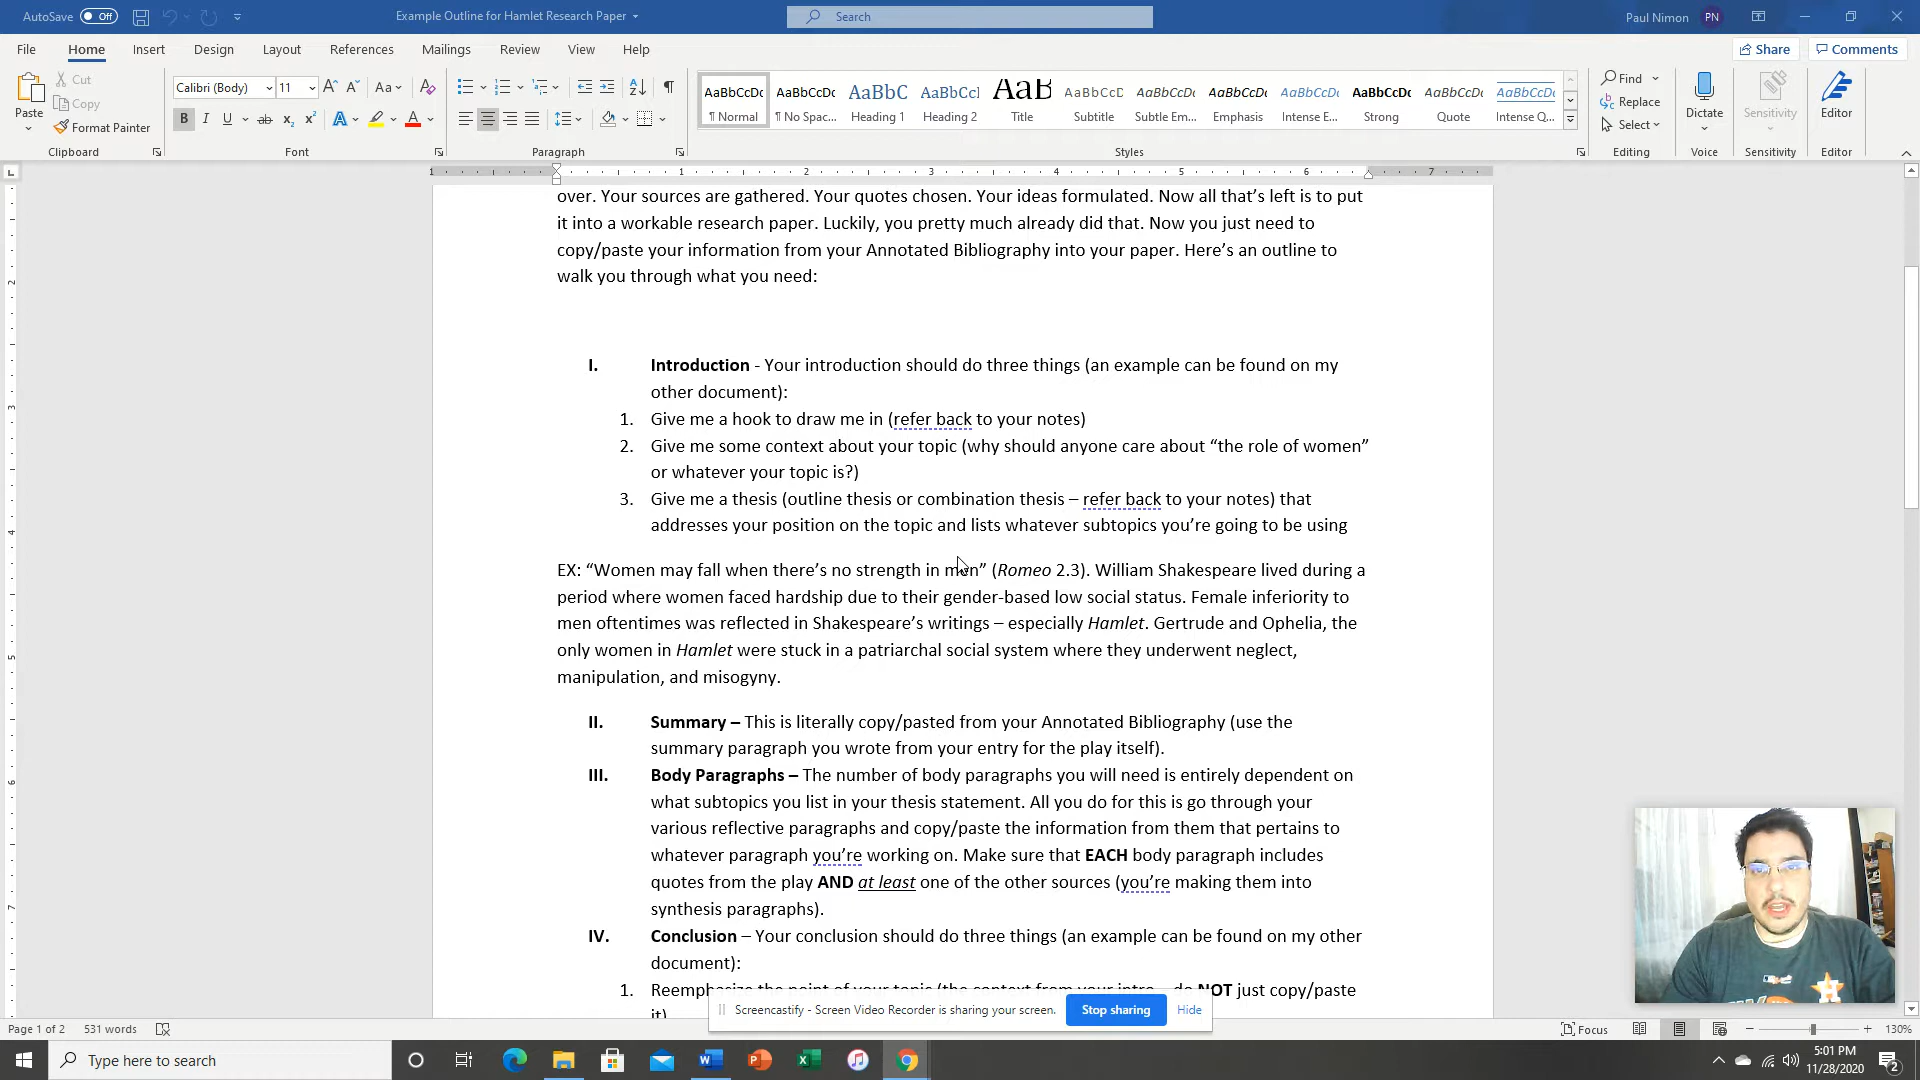 AutoSave Off
Example Outline for Hamlet Research Paper
Search
Paul Nimon PN
File Home Insert Design Layout References Mailings Review View Help
Share Comments
Paste
Cut
Copy
Format Painter
Clipboard
Calibri (Body) 11
Font
Paragraph
AaBbCcDc AaBbCcDc AaBbC AaBbCcI AaB AaBbCcD AaBbCcDc AaBbCcDc AaBbCcDc AaBbCcDc AaBbCcDc AaBbCcDc
¶ Normal ¶ No Spac... Heading 1 Heading 2 Title Subtitle Subtle Em... Emphasis Intense E... Strong Quote Intense Q...
Styles
Find
Replace
Select
Editing
Dictate
Voice
Sensitivity
Sensitivity
Editor
Editor
over. Your sources are gathered. Your quotes chosen. Your ideas formulated. Now all that’s left is to put
it into a workable research paper. Luckily, you pretty much already did that. Now you just need to
copy/paste your information from your Annotated Bibliography into your paper. Here’s an outline to
walk you through what you need:
I. Introduction - Your introduction should do three things (an example can be found on my
other document):
1. Give me a hook to draw me in (refer back to your notes)
2. Give me some context about your topic (why should anyone care about “the role of women”
or whatever your topic is?)
3. Give me a thesis (outline thesis or combination thesis – refer back to your notes) that
addresses your position on the topic and lists whatever subtopics you’re going to be using
EX: “Women may fall when there’s no strength in men” (Romeo 2.3). William Shakespeare lived during a
period where women faced hardship due to their gender-based low social status. Female inferiority to
men oftentimes was reflected in Shakespeare’s writings – especially Hamlet. Gertrude and Ophelia, the
only women in Hamlet were stuck in a patriarchal social system where they underwent neglect,
manipulation, and misogyny.
II. Summary – This is literally copy/pasted from your Annotated Bibliography (use the
summary paragraph you wrote from your entry for the play itself).
III. Body Paragraphs – The number of body paragraphs you will need is entirely dependent on
what subtopics you list in your thesis statement. All you do for this is go through your
various reflective paragraphs and copy/paste the information from them that pertains to
whatever paragraph you’re working on. Make sure that EACH body paragraph includes
quotes from the play AND at least one of the other sources (you’re making them into
synthesis paragraphs).
IV. Conclusion – Your conclusion should do three things (an example can be found on my other
document):
1. Reemphasize the point of your topic (the context from your intro – do NOT just copy/paste
it)
Screencastify - Screen Video Recorder is sharing your screen. Stop sharing Hide
Page 1 of 2 531 words
Focus
130%
Type here to search
5:01 PM
11/28/2020
2